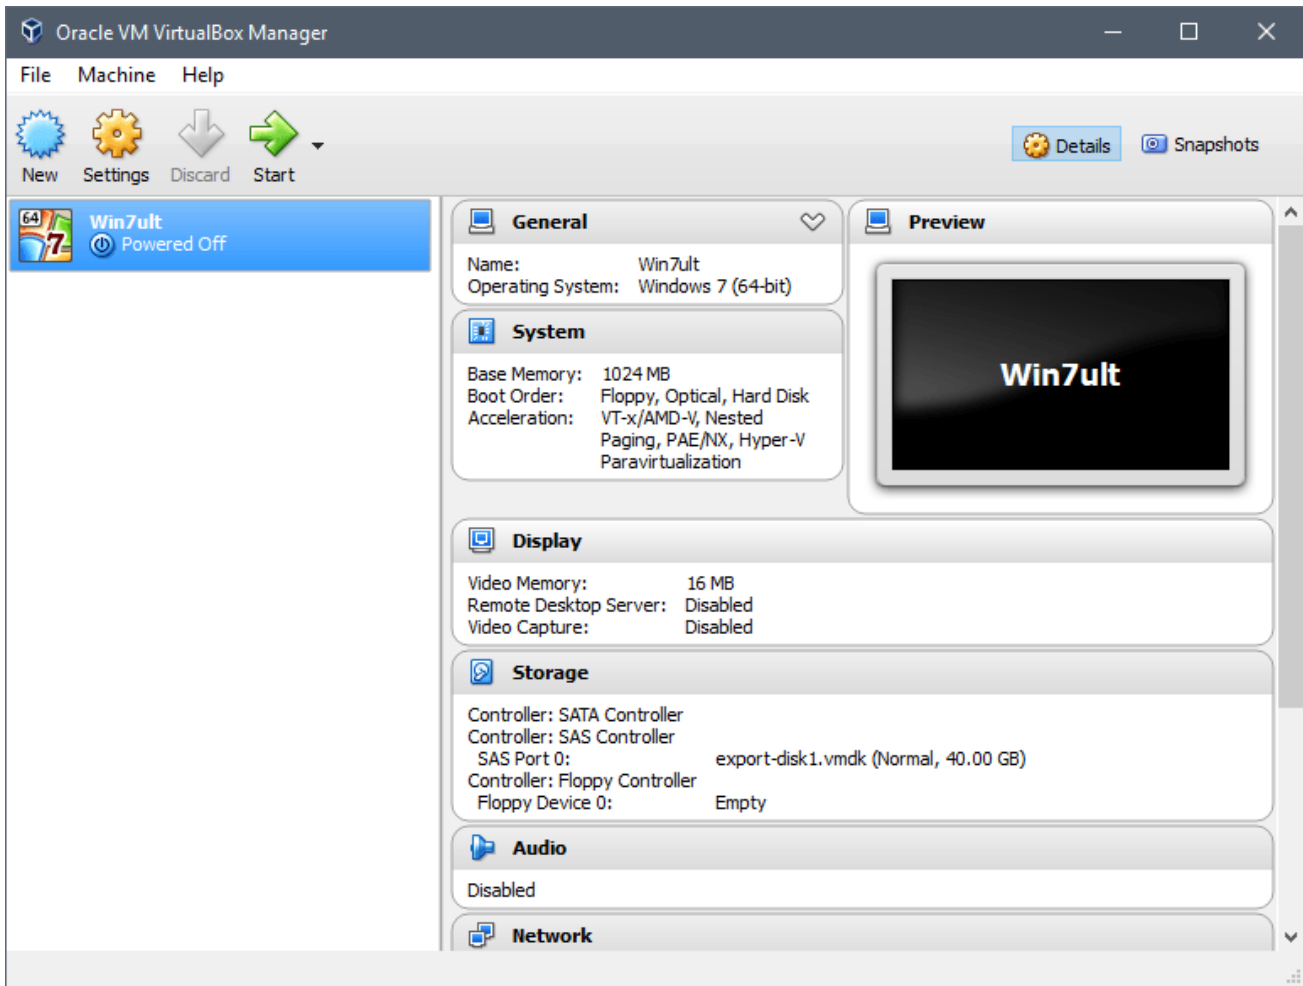 Oracle VM VirtualBox Manager
File Machine Help
New Settings Discard Start
Details Snapshots
64
7
Win7ult
Powered Off
General
Name: Win7ult
Operating System: Windows 7 (64-bit)
Preview
Win7ult
System
Base Memory: 1024 MB
Boot Order: Floppy, Optical, Hard Disk
Acceleration: VT-x/AMD-V, Nested
Paging, PAE/NX, Hyper-V
Paravirtualization
Display
Video Memory: 16 MB
Remote Desktop Server: Disabled
Video Capture: Disabled
Storage
Controller: SATA Controller
Controller: SAS Controller
SAS Port 0: export-disk1.vmdk (Normal, 40.00 GB)
Controller: Floppy Controller
Floppy Device 0: Empty
Audio
Disabled
Network